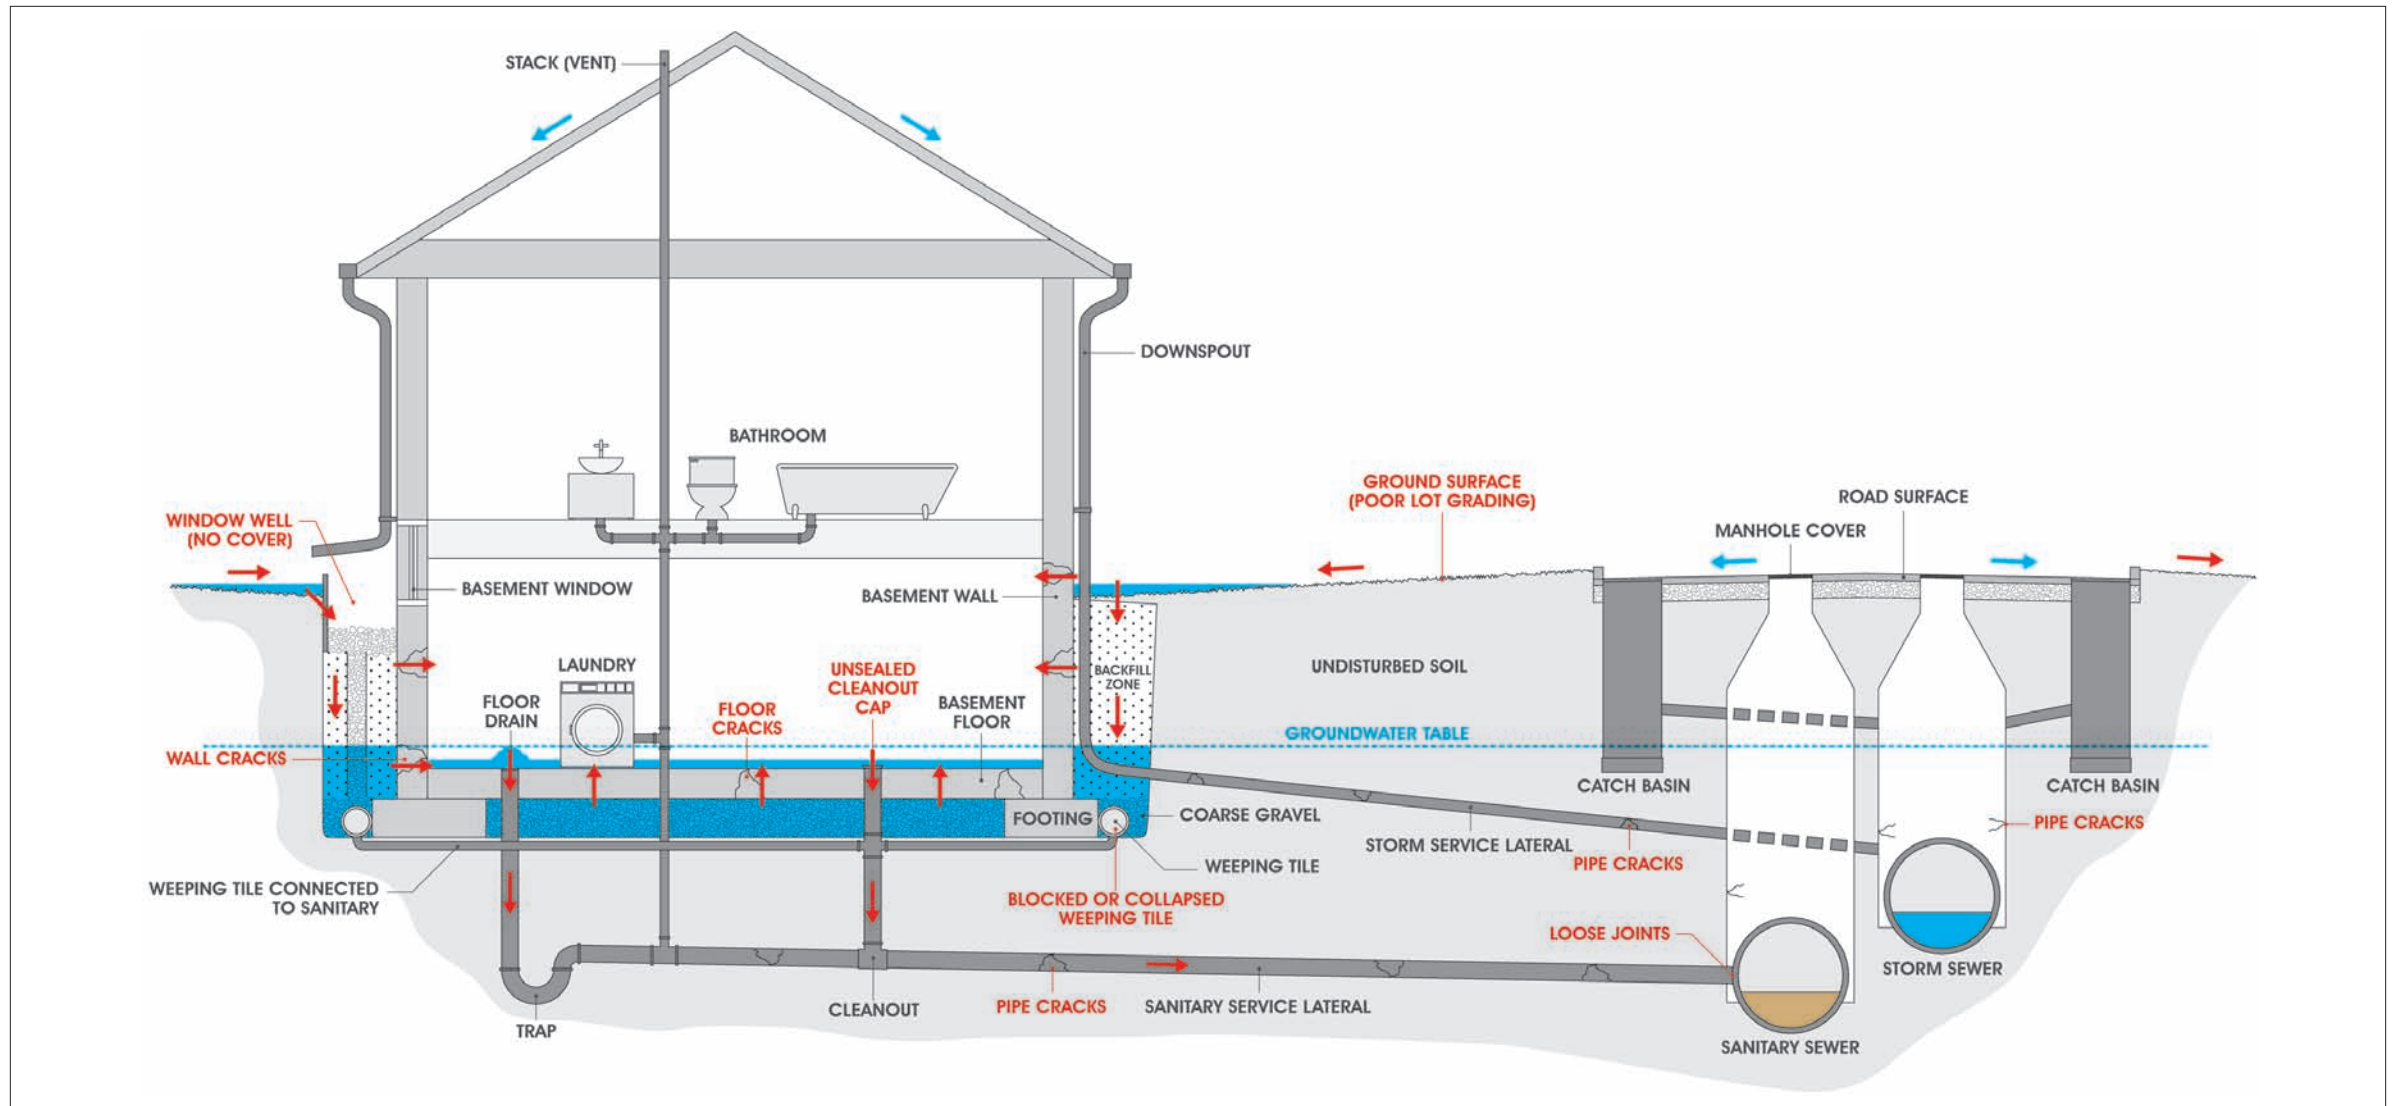 STACK (VENT)
DOWNSPOUT
BATHROOM
WINDOW WELL
(NO COVER)
GROUND SURFACE
(POOR LOT GRADING)
ROAD SURFACE
MANHOLE COVER
BASEMENT WINDOW
BASEMENT WALL
LAUNDRY
UNSEALED
CLEANOUT
CAP
UNDISTURBED SOIL
BACKFILL
ZONE
FLOOR
DRAIN
FLOOR
CRACKS
BASEMENT
FLOOR
GROUNDWATER TABLE
WALL CRACKS
CATCH BASIN
CATCH BASIN
FOOTING
COARSE GRAVEL
PIPE CRACKS
STORM SERVICE LATERAL
PIPE CRACKS
WEEPING TILE
WEEPING TILE CONNECTED
TO SANITARY
BLOCKED OR COLLAPSED
WEEPING TILE
LOOSE JOINTS
STORM SEWER
CLEANOUT
PIPE CRACKS
SANITARY SERVICE LATERAL
TRAP
SANITARY SEWER